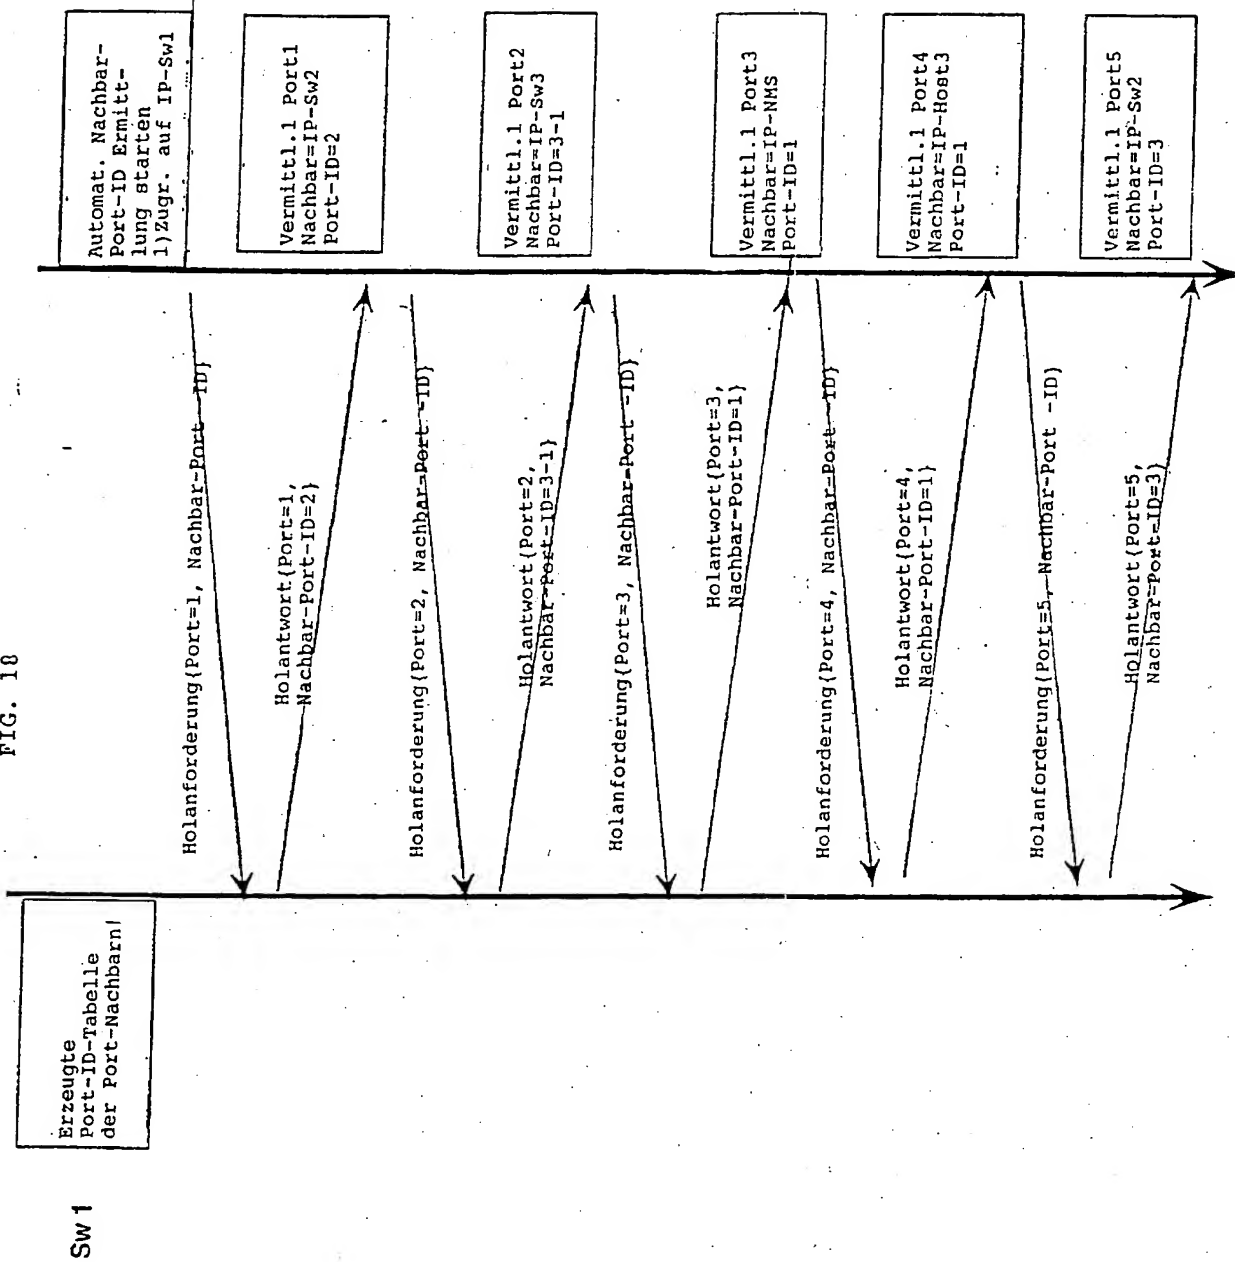 FIG. 18
Sw 1
Erzeugte
Port-ID-Tabelle
der Port-Nachbarn
Automat. Nachbar-
Port-ID Ermitt-
lung starten
1)Zugr. auf IP-Sw1
Holanforderung{Port=1, Nachbar-Port -ID}
Holantwort{Port=1,
Nachbar-Port-ID=2}
Vermittl.1 Port1
Nachbar=IP-Sw2
Port-ID=2
Holanforderung{Port=2, Nachbar-Port -ID}
Holantwort{Port=2,
Nachbar-Port-ID=3-1}
Vermittl.1 Port2
Nachbar=IP-Sw3
Port-ID=3-1
Holanforderung{Port=3, Nachbar-Port -ID}
Holantwort{Port=3,
Nachbar-Port-ID=1}
Vermittl.1 Port3
Nachbar=IP-NMS
Port-ID=1
Holanforderung{Port=4, Nachbar-Port -ID}
Holantwort{Port=4,
Nachbar-Port-ID=1}
Vermittl.1 Port4
Nachbar=IP-Host3
Port-ID=1
Holanforderung{Port=5, Nachbar-Port -ID}
Holantwort{Port=5,
Nachbar-Port-ID=3}
Vermittl.1 Port5
Nachbar=IP-Sw2
Port-ID=3